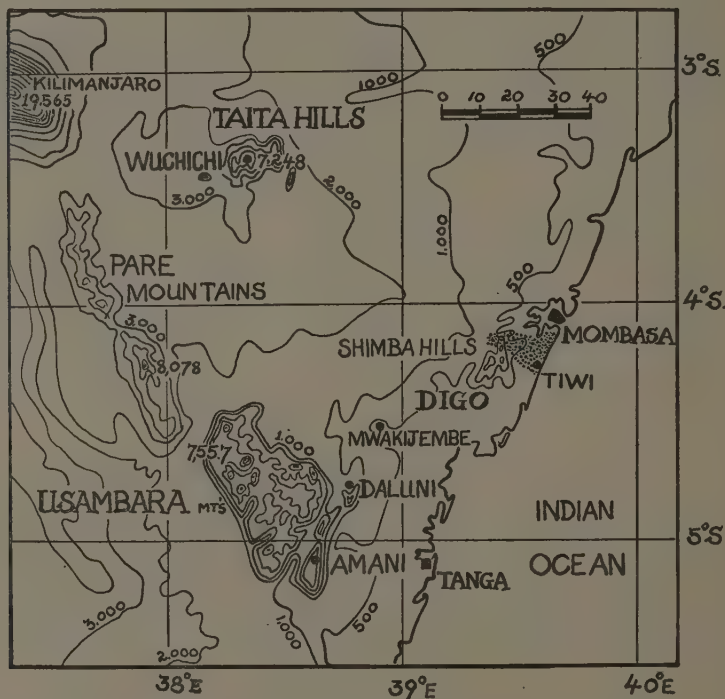 500
3°S.
KILIMANJARO
19,565
1000
0 10 20 30 40
TAITA HILLS
WUCHICHI
7,248
3.000
2,000
1.000
PARE
MOUNTAINS
500
4°S.
3.000
MOMBASA
SHIMBA HILLS
8,078
TIWI
DIGO
1.000
MWAKIJEMBE
7,557
USAMBARA MTS
DALUNI
INDIAN
5°S.
AMANI
TANGA
OCEAN
3.000
1,000
500
2.000
38°E
39°E
40°E